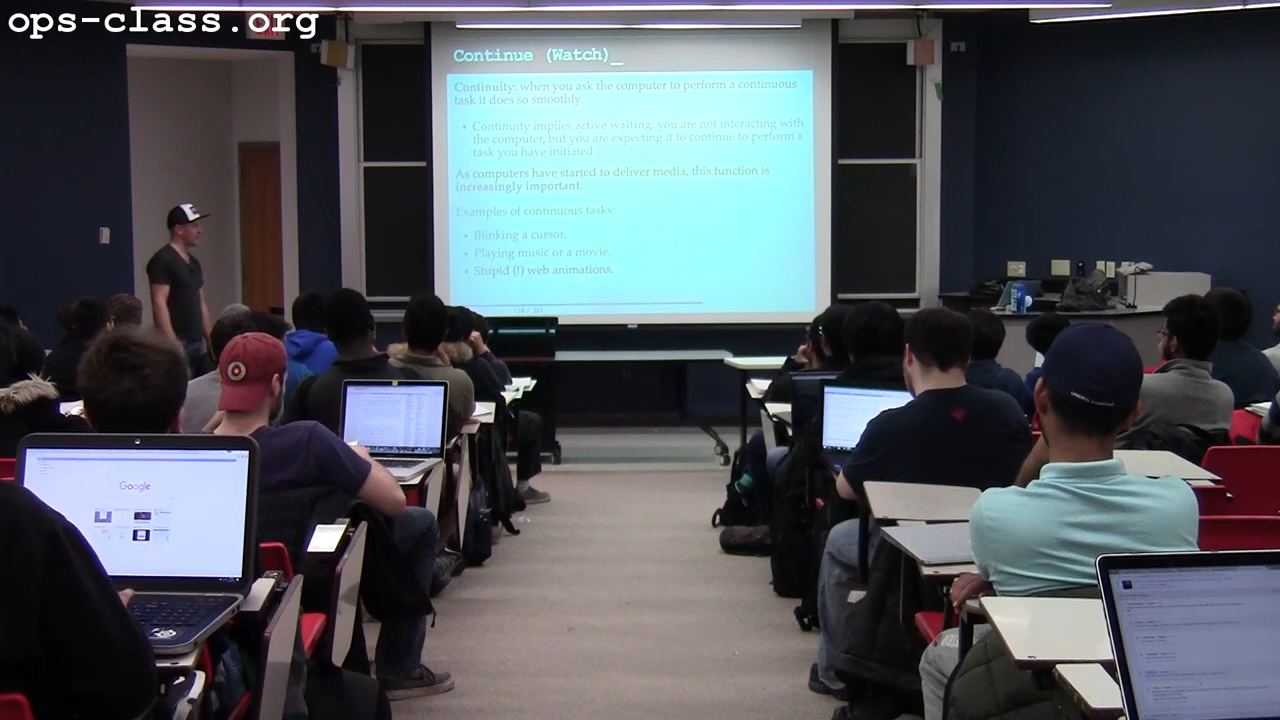 ops-class.org
Continue (Watch)_
Continuity: when you ask the computer to perform a continuous
task it does so smoothly.
• Continuity implies active waiting: you are not interacting with
the computer, but you are expecting it to continue to perform a
task you have initiated.
As computers have started to deliver media, this function is
increasingly important.
Examples of continuous tasks:
• Blinking a cursor.
• Playing music or a movie.
• Stupid (!) web animations.
Google